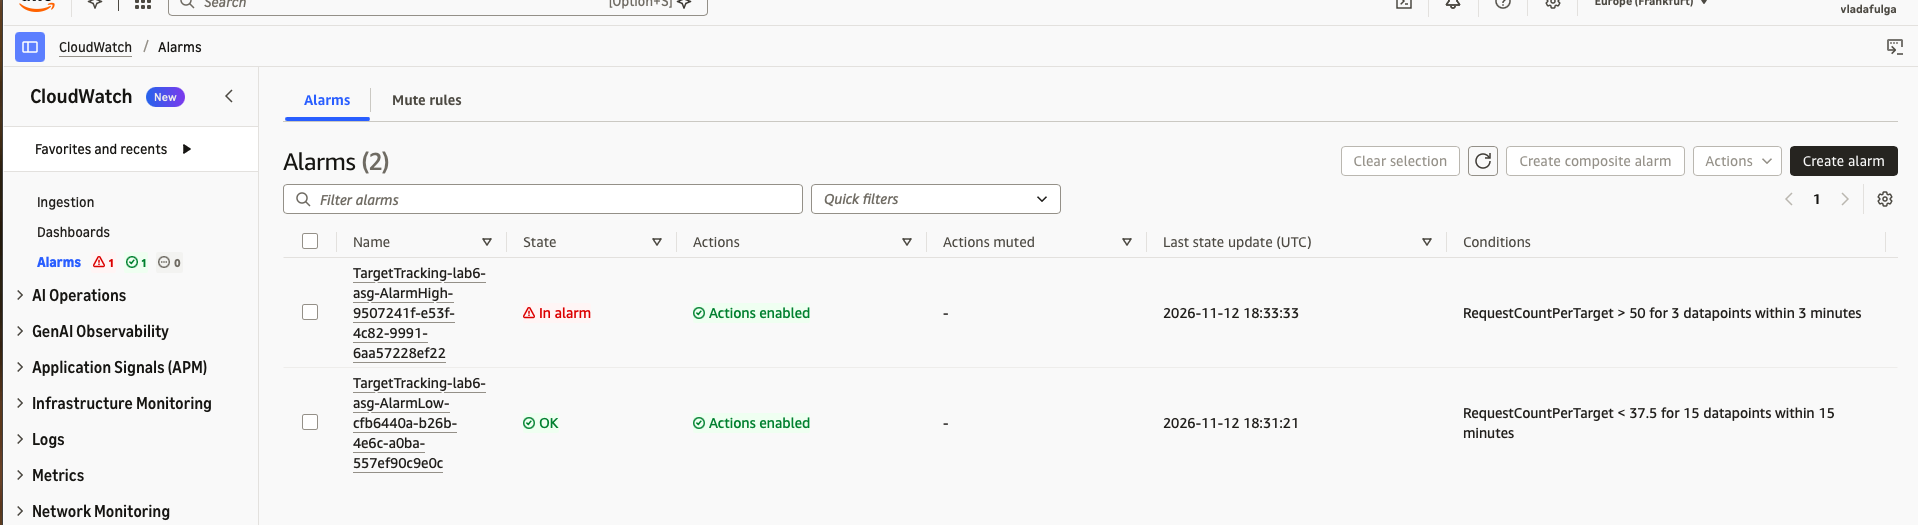 aws
Search
[Option+S]
Europe (Frankfurt)
vladafulga
CloudWatch / Alarms
CloudWatch New
Favorites and recents
Ingestion
Dashboards
Alarms 1 1 0
AI Operations
GenAI Observability
Application Signals (APM)
Infrastructure Monitoring
Logs
Metrics
Network Monitoring
Alarms
Mute rules
Alarms (2)
Clear selection
Create composite alarm
Actions
Create alarm
Filter alarms
Quick filters
1
Name
State
Actions
Actions muted
Last state update (UTC)
Conditions
TargetTracking-lab6-
asg-AlarmHigh-
9507241f-e53f-
4c82-9991-
6aa57228ef22
In alarm
Actions enabled
-
2026-11-12 18:33:33
RequestCountPerTarget > 50 for 3 datapoints within 3 minutes
TargetTracking-lab6-
asg-AlarmLow-
cfb6440a-b26b-
4e6c-a0ba-
557ef90c9e0c
OK
Actions enabled
-
2026-11-12 18:31:21
RequestCountPerTarget < 37.5 for 15 datapoints within 15
minutes